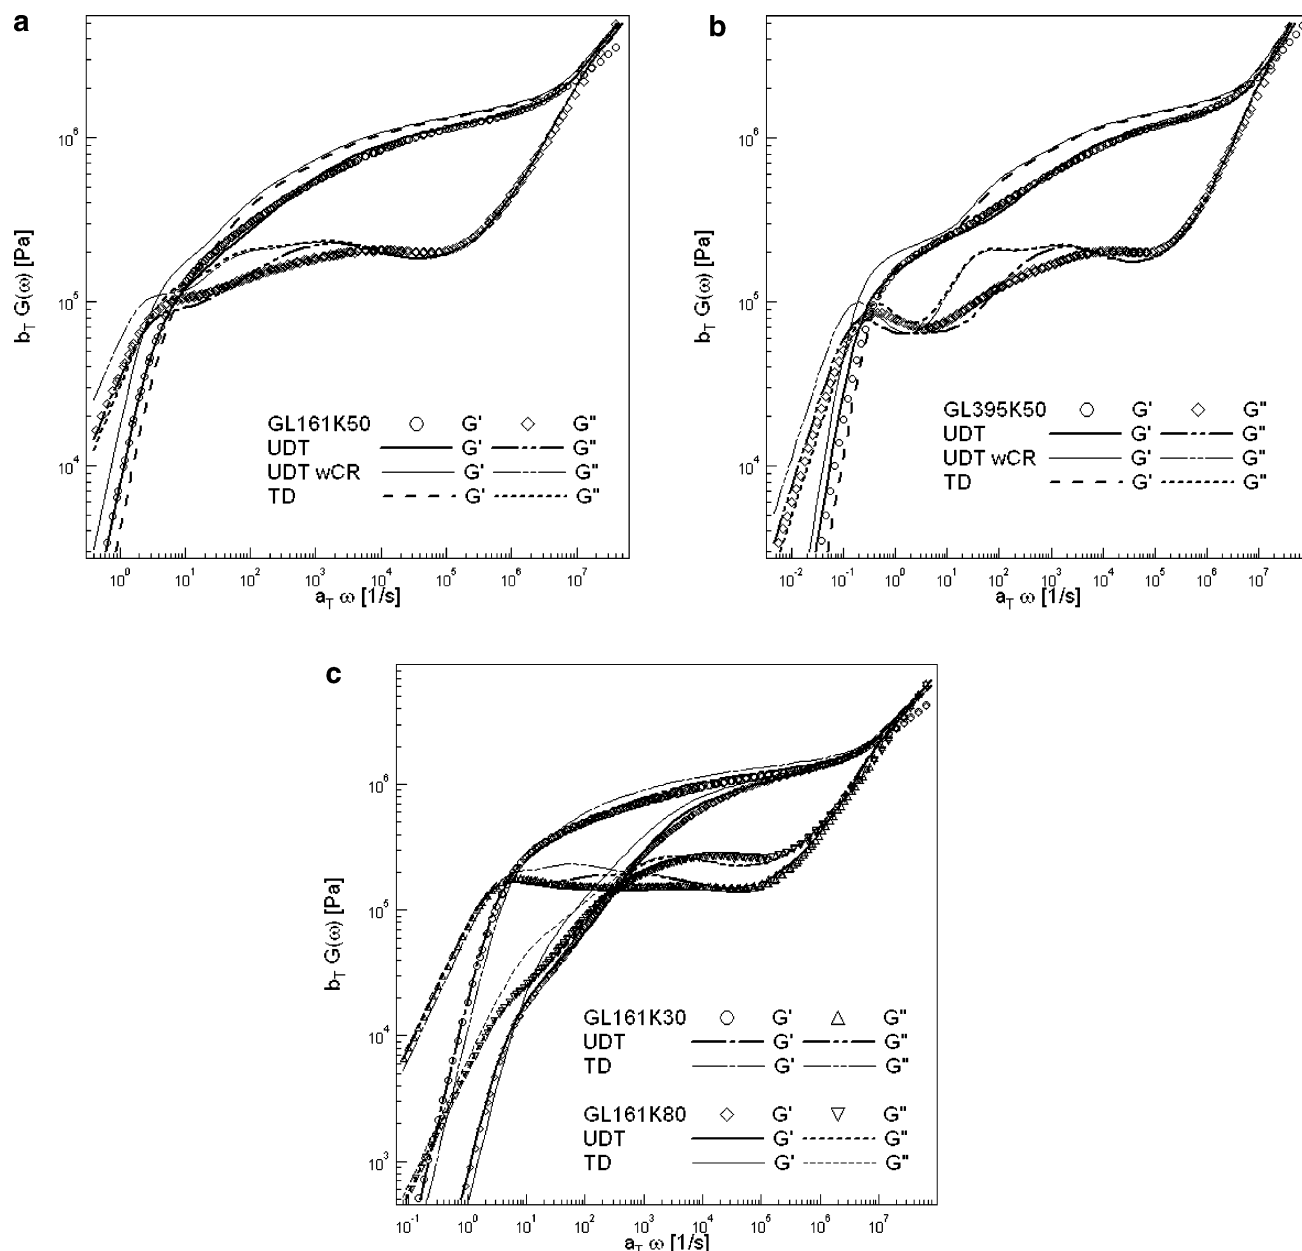 a
b_T G(ω) [Pa]
10^6
10^5
10^4
GL161K50 G' G"
UDT G' G"
UDT wCR G' G"
TD G' G"
10^0 10^1 10^2 10^3 10^4 10^5 10^6 10^7
a_T ω [1/s]
b
b_T G(ω) [Pa]
10^6
10^5
10^4
GL395K50 G' G"
UDT G' G"
UDT wCR G' G"
TD G' G"
10^-2 10^-1 10^0 10^1 10^2 10^3 10^4 10^5 10^6 10^7
a_T ω [1/s]
c
b_T G(ω) [Pa]
10^6
10^5
10^4
10^3
GL161K30 G' G"
UDT G' G"
TD G' G"
GL161K80 G' G"
UDT G' G"
TD G' G"
10^-1 10^0 10^1 10^2 10^3 10^4 10^5 10^6 10^7
a_T ω [1/s]